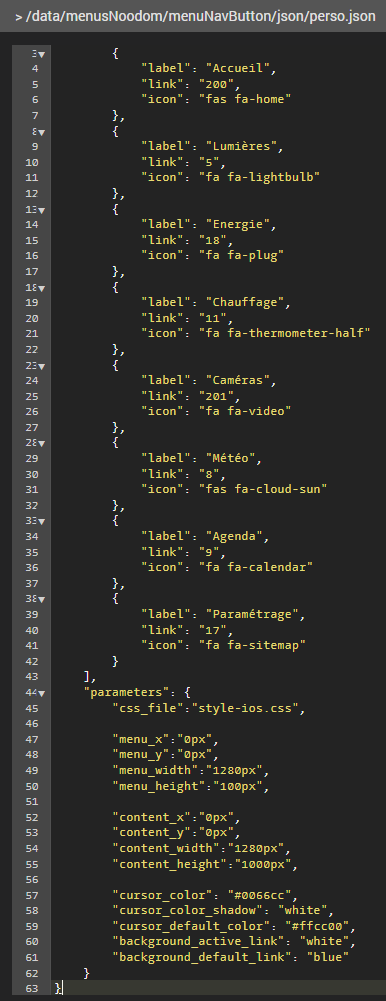 > /data/menusNoodom/menuNavButton/json/perso.json
3 {
4 "label": "Accueil",
5 "link": "200",
6 "icon": "fas fa-home"
7 },
8 {
9 "label": "Lumières",
10 "link": "5",
11 "icon": "fa fa-lightbulb"
12 },
13 {
14 "label": "Energie",
15 "link": "18",
16 "icon": "fa fa-plug"
17 },
18 {
19 "label": "Chauffage",
20 "link": "11",
21 "icon": "fa fa-thermometer-half"
22 },
23 {
24 "label": "Caméras",
25 "link": "201",
26 "icon": "fa fa-video"
27 },
28 {
29 "label": "Météo",
30 "link": "8",
31 "icon": "fas fa-cloud-sun"
32 },
33 {
34 "label": "Agenda",
35 "link": "9",
36 "icon": "fa fa-calendar"
37 },
38 {
39 "label": "Paramétrage",
40 "link": "17",
41 "icon": "fa fa-sitemap"
42 }
43 ],
44 "parameters": {
45 "css_file":"style-ios.css",
46
47 "menu_x":"0px",
48 "menu_y":"0px",
49 "menu_width":"1280px",
50 "menu_height":"100px",
51
52 "content_x":"0px",
53 "content_y":"0px",
54 "content_width":"1280px",
55 "content_height":"1000px",
56
57 "cursor_color": "#0066cc",
58 "cursor_color_shadow": "white",
59 "cursor_default_color": "#ffcc00",
60 "background_active_link": "white",
61 "background_default_link": "blue"
62 }
63 }